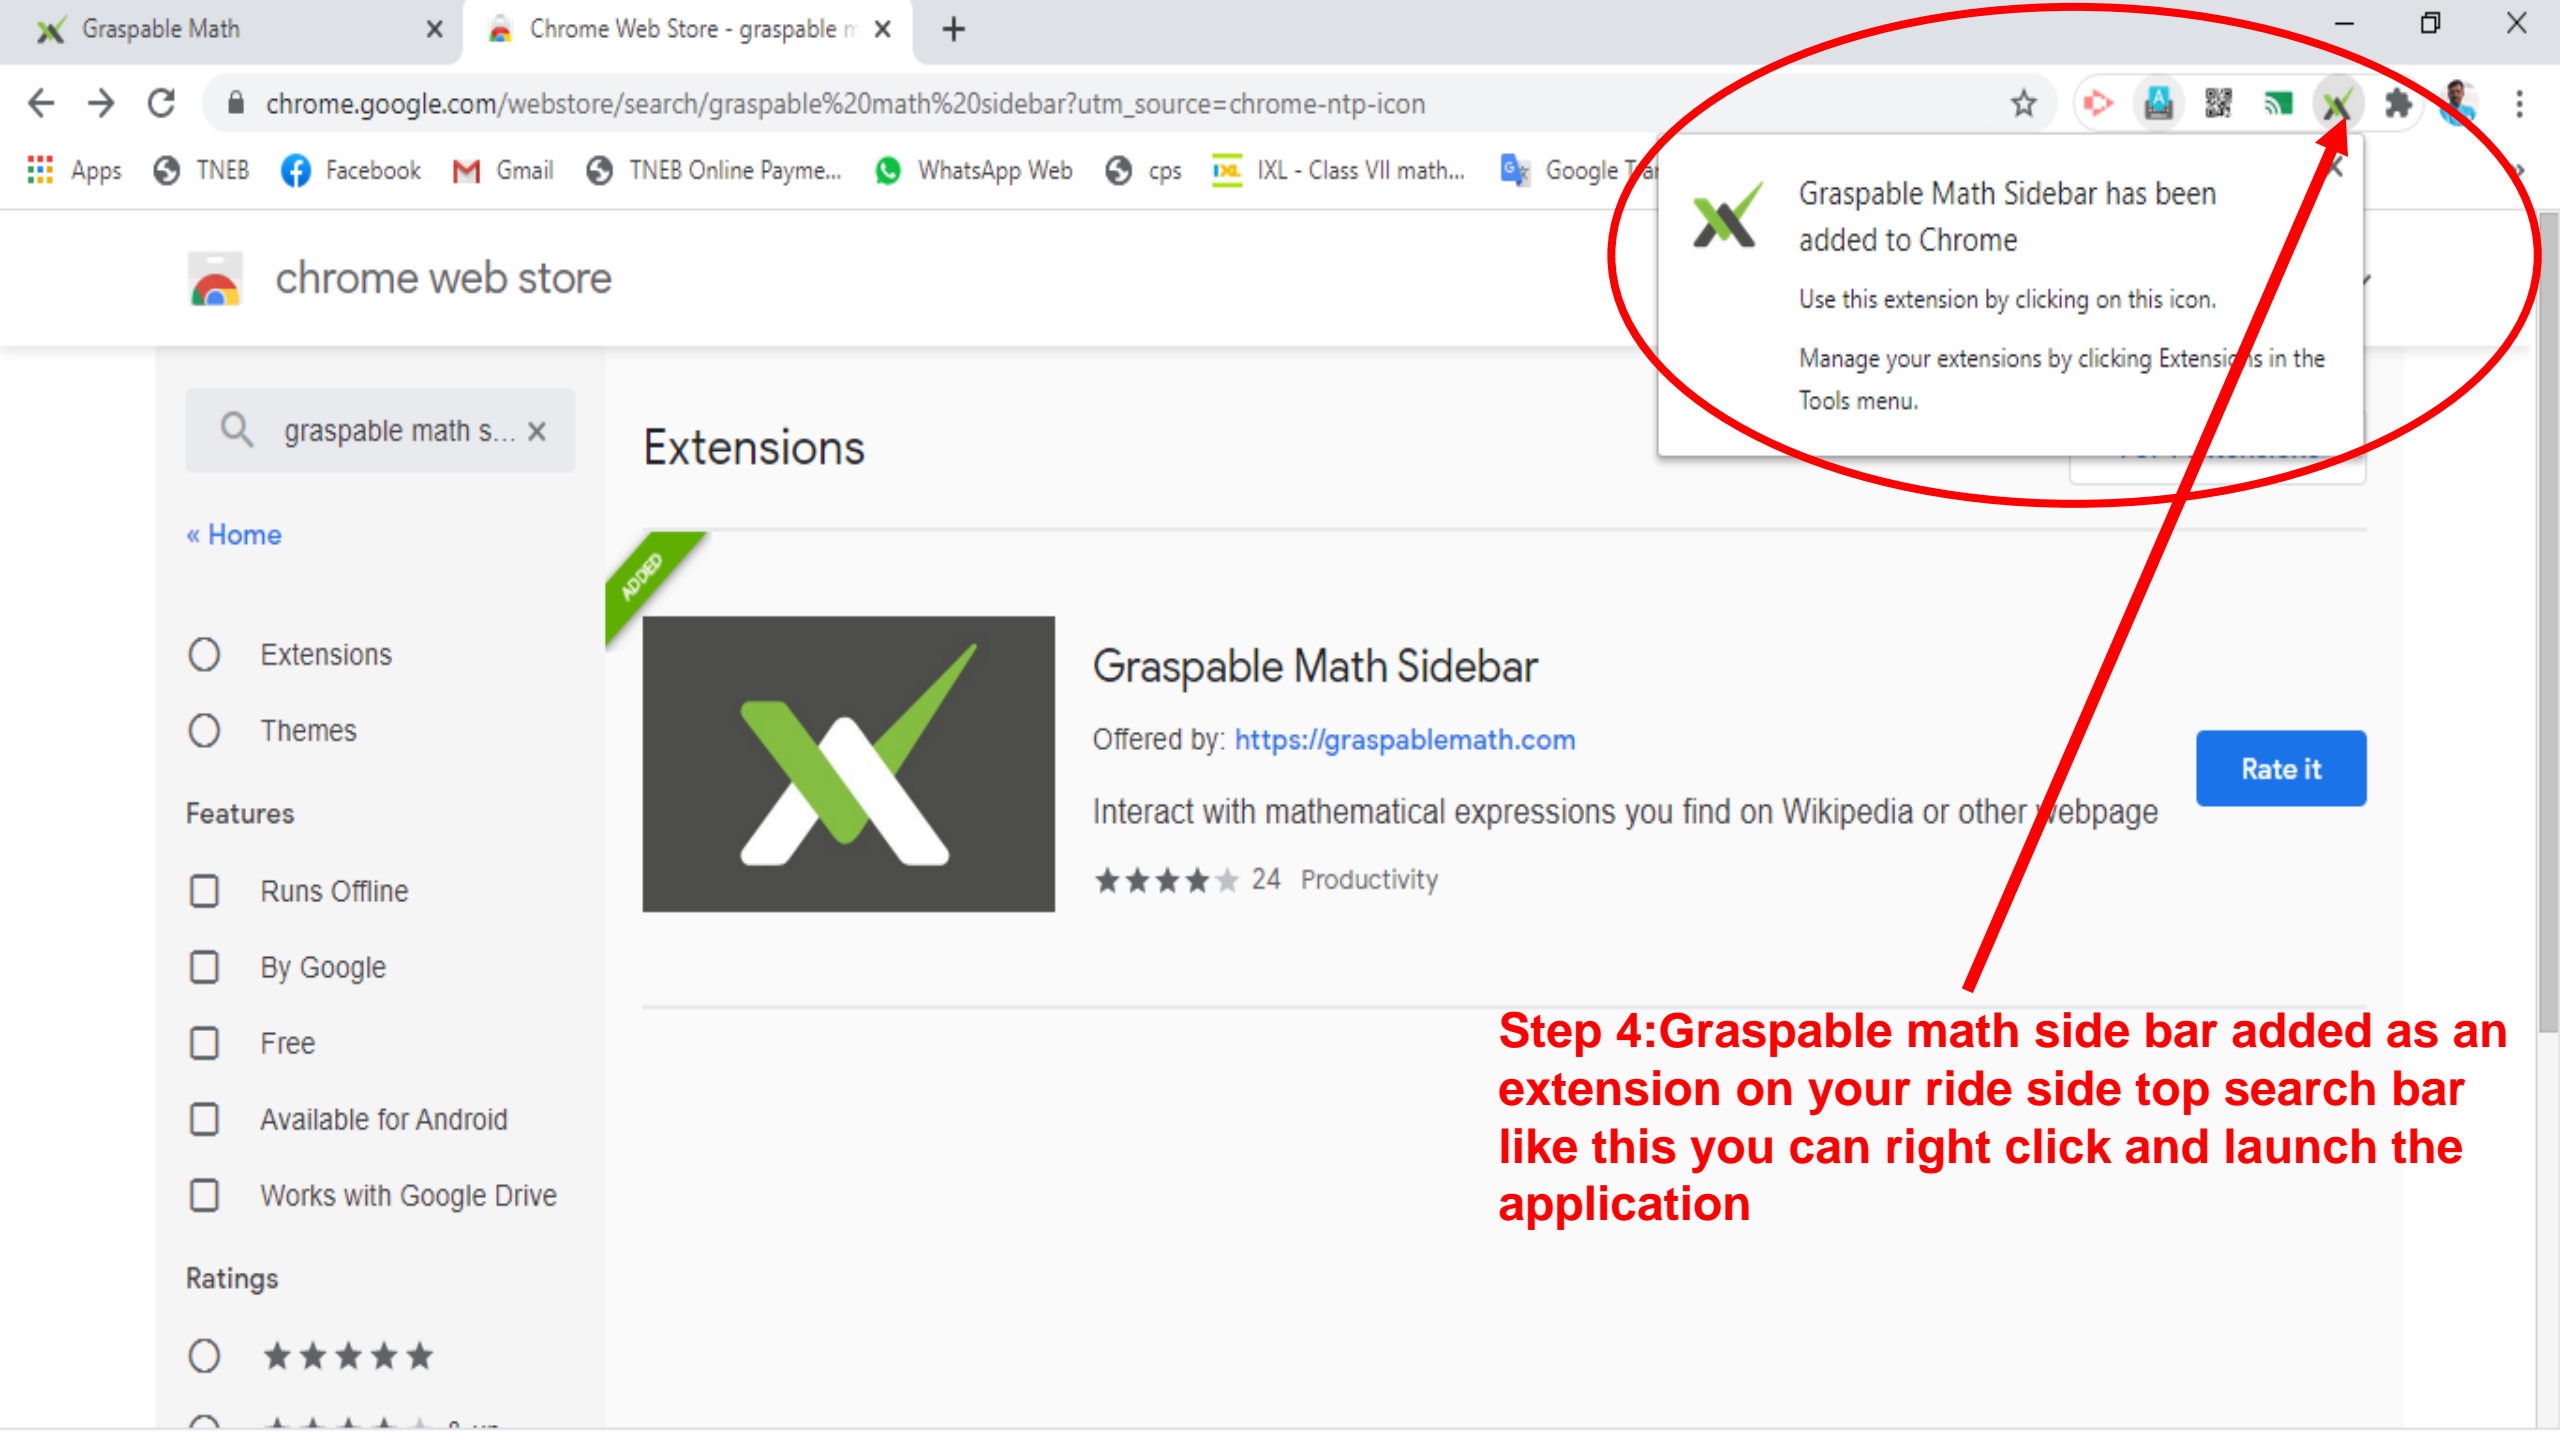 Graspable Math
Chrome Web Store - graspable m
chrome.google.com/webstore/search/graspable%20math%20sidebar?utm_source=chrome-ntp-icon
Apps TNEB Facebook Gmail TNEB Online Payme... WhatsApp Web cps IXL - Class VII math... Google
Graspable Math Sidebar has been
added to Chrome
Use this extension by clicking on this icon.
Manage your extensions by clicking Extensions in the
Tools menu.
chrome web store
graspable math s...
« Home
Extensions
Themes
Features
Runs Offline
By Google
Free
Available for Android
Works with Google Drive
Ratings
Extensions
ADDED
Graspable Math Sidebar
Offered by: https://graspablemath.com
Interact with mathematical expressions you find on Wikipedia or other webpage
24 Productivity
Rate it
Step 4:Graspable math side bar added as an
extension on your ride side top search bar
like this you can right click and launch the
application